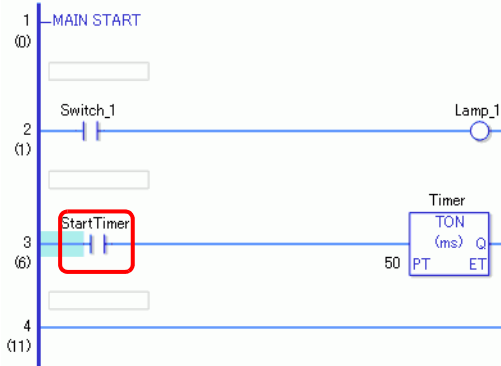 1 MAIN START
(0)
Switch_1 Lamp_1
2
(1)
Timer
StartTimer TON
3 (ms) Q
(6) 50 PT ET
4
(11)